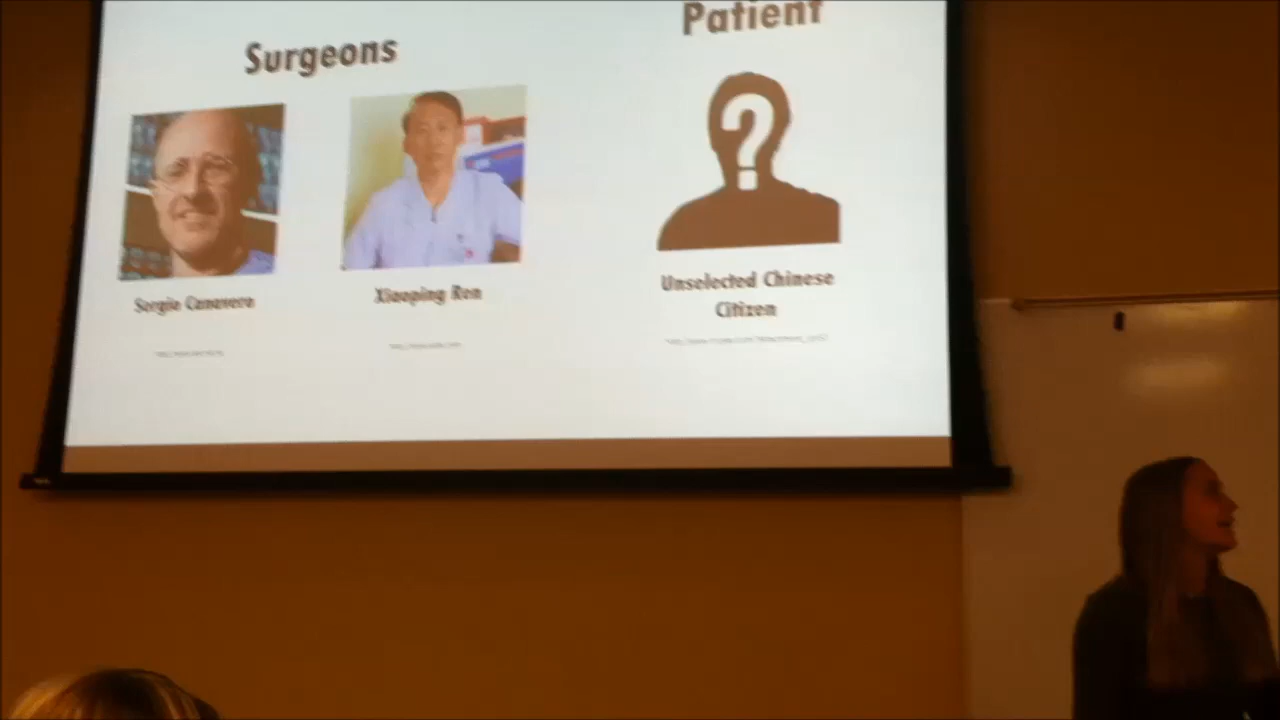 Surgeons
Patient
?
Sergio Canavero
Xiaoping Ren
Unselected Chinese
Citizen